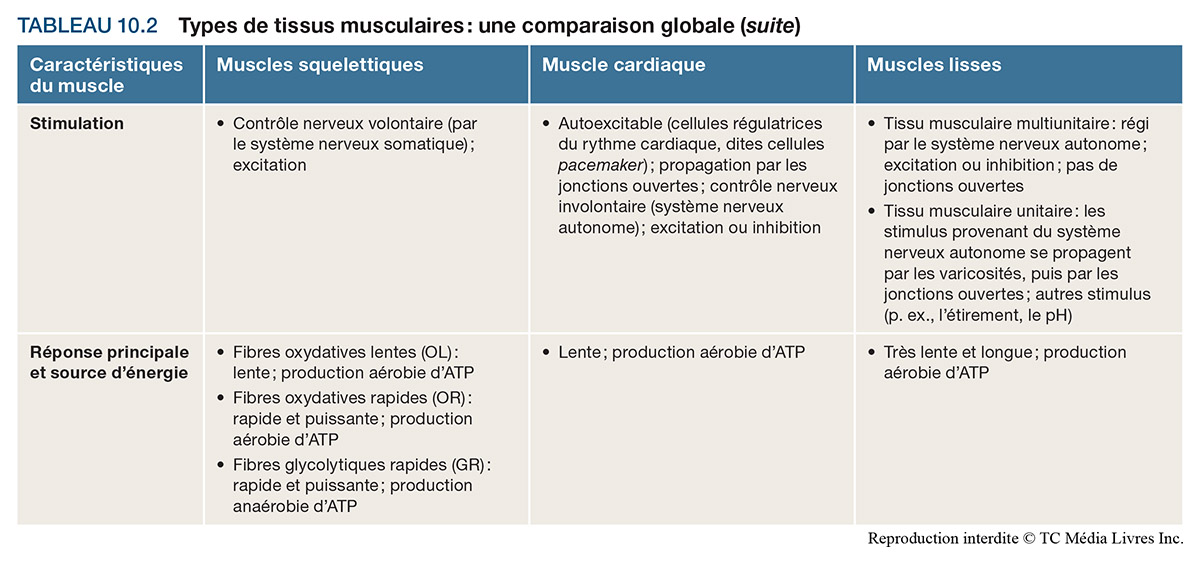 TABLEAU 10.2 Types de tissus musculaires : une comparaison globale (suite)
Caractéristiques
du muscle
Muscles squelettiques
Muscle cardiaque
Muscles lisses
Stimulation
• Contrôle nerveux volontaire (par
le système nerveux somatique) ;
excitation
• Autoexcitable (cellules régulatrices
du rythme cardiaque, dites cellules
pacemaker) ; propagation par les
jonctions ouvertes ; contrôle nerveux
involontaire (système nerveux
autonome) ; excitation ou inhibition
• Tissu musculaire multiunitaire : régi
par le système nerveux autonome ;
excitation ou inhibition ; pas de
jonctions ouvertes
• Tissu musculaire unitaire : les
stimulus provenant du système
nerveux autonome se propagent
par les varicosités, puis par les
jonctions ouvertes ; autres stimulus
(p. ex., l’étirement, le pH)
Réponse principale
et source d’énergie
• Fibres oxydatives lentes (OL) :
lente ; production aérobie d’ATP
• Fibres oxydatives rapides (OR) :
rapide et puissante ; production
aérobie d’ATP
• Fibres glycolytiques rapides (GR) :
rapide et puissante ; production
anaérobie d’ATP
• Lente ; production aérobie d’ATP
• Très lente et longue ; production
aérobie d’ATP
Reproduction interdite © TC Média Livres Inc.